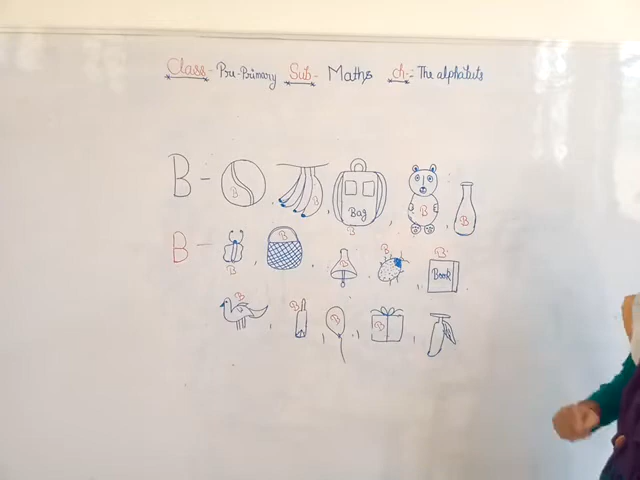 Class- Pre-Primary Sub- Maths ch-: The alphabets
B - B B Bag B B B
B - B B B B B Book
B B B B